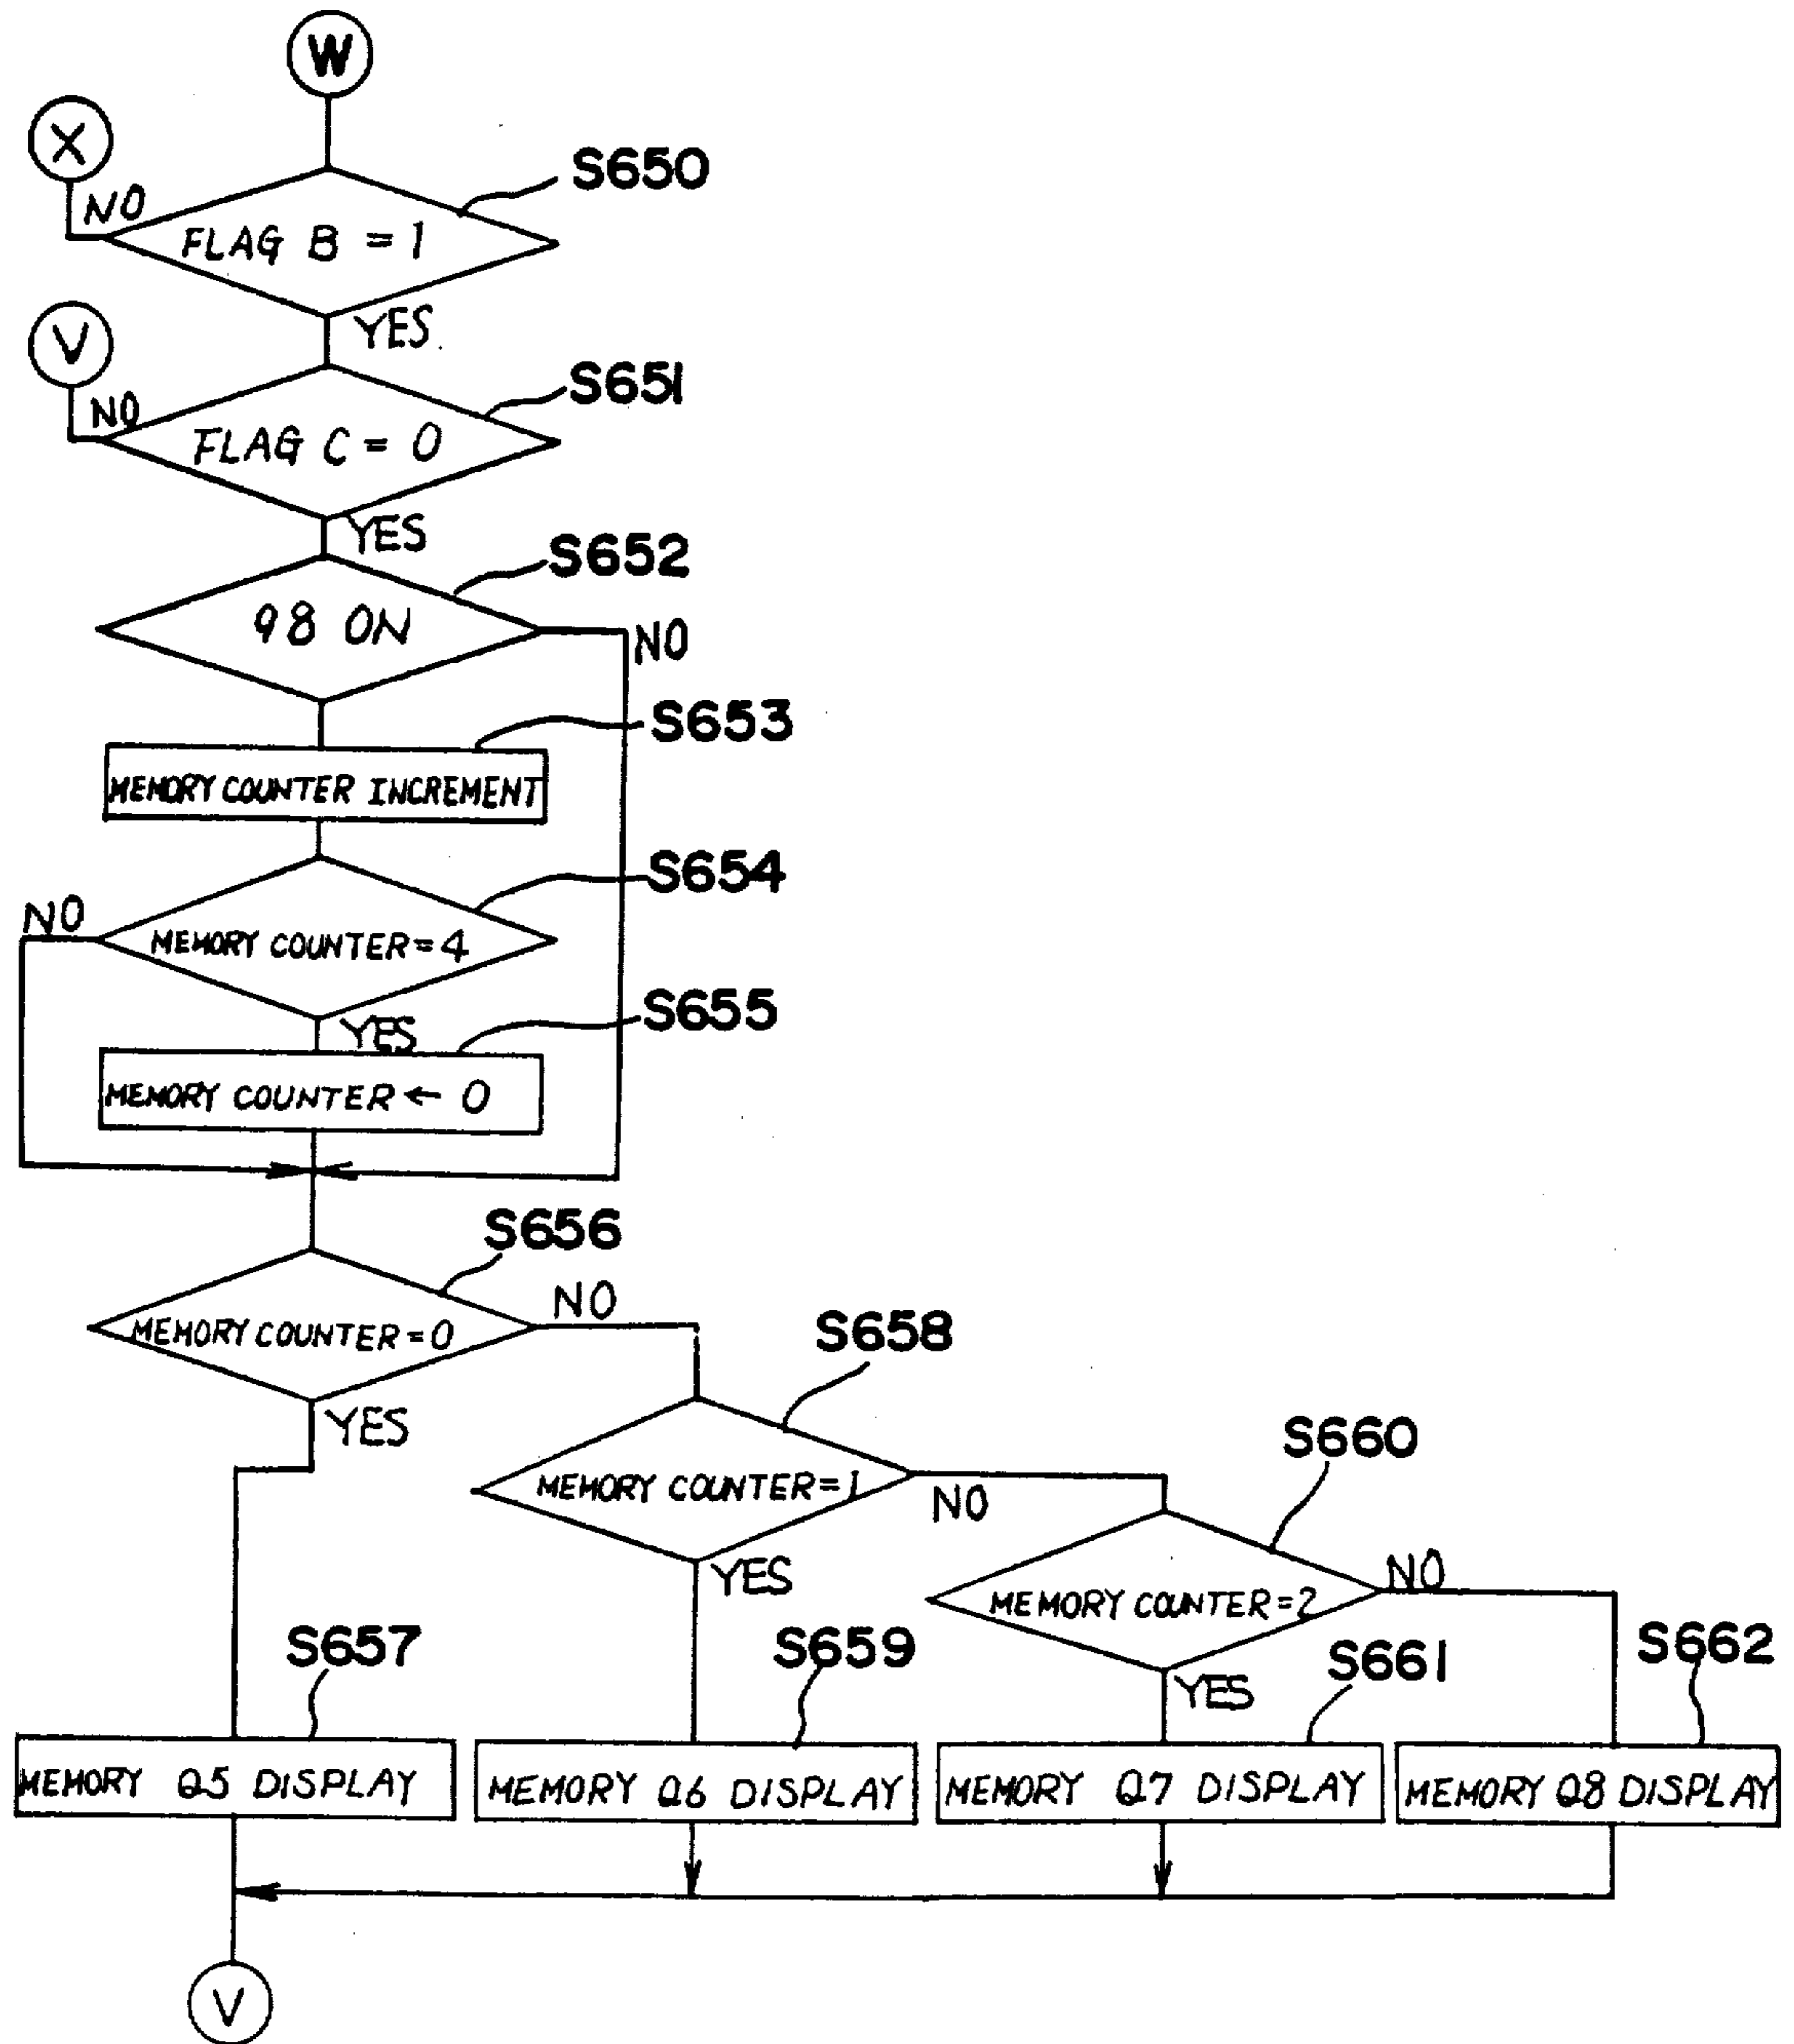 W
X
S650
NO
FLAG B = 1
YES
V
S651
NO
FLAG C = 0
YES
S652
98 ON
NO
S653
MEMORY COUNTER INCREMENT
S654
NO
MEMORY COUNTER=4
S655
YES
MEMORY COUNTER ← 0
S656
NO
MEMORY COUNTER=0
S658
YES
MEMORY COUNTER=1
NO
S660
YES
MEMORY COUNTER=2
NO
S657
S659
S661
S662
YES
MEMORY Q5 DISPLAY
MEMORY Q6 DISPLAY
MEMORY Q7 DISPLAY
MEMORY Q8 DISPLAY
V